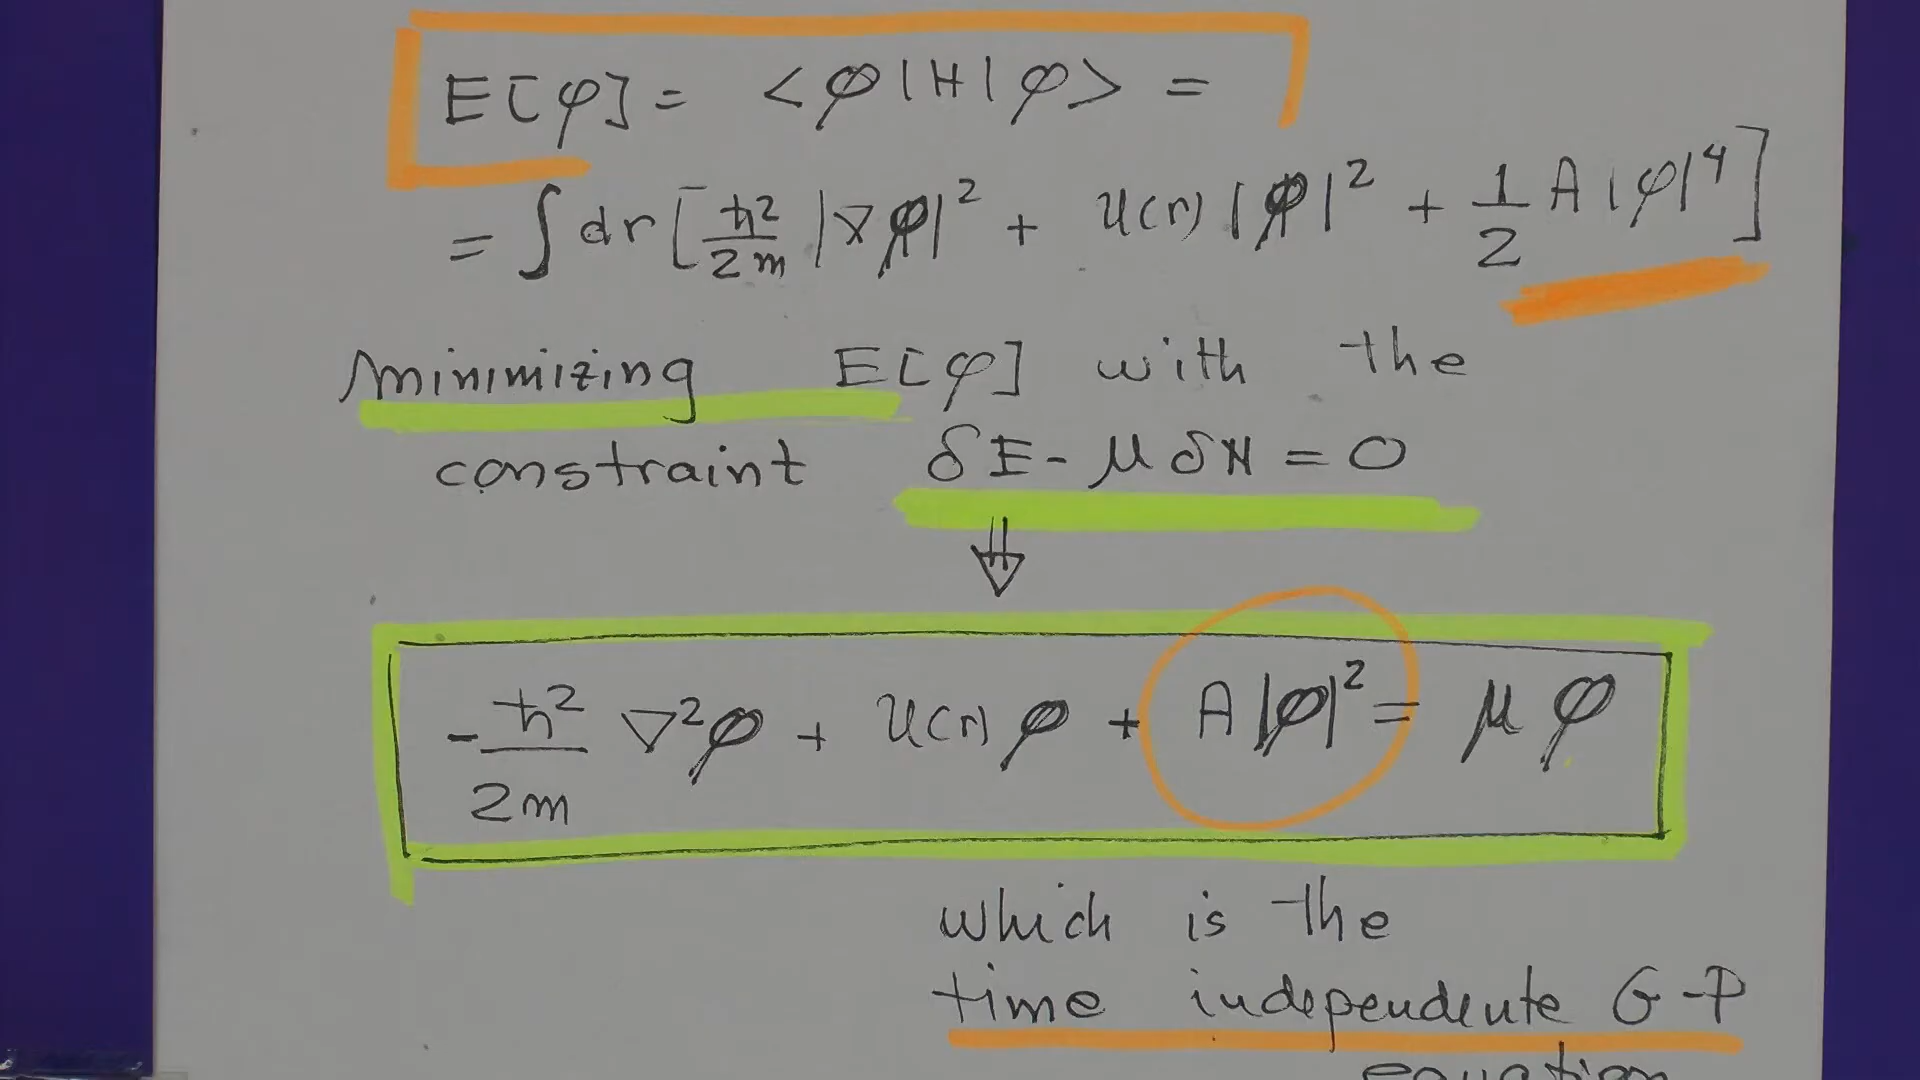 E[φ] = <φ|H|φ> =
= ∫dr[ħ²/2m |∇φ|² + U(r)|φ|² + 1/2 A|φ|⁴]
minimizing E[φ] with the
constraint δE - μδN = 0
⇓
-ħ²/2m ∇²φ + U(r)φ + A|φ|² = μφ
which is the
time independente G-P
equation